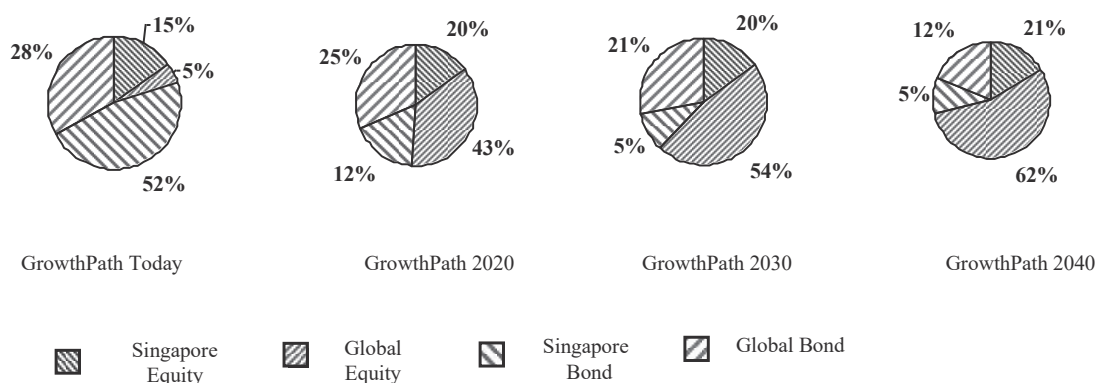 28%
15%
5%
52%
25%
20%
43%
12%
21%
20%
5%
54%
12%
21%
5%
62%
GrowthPath Today
GrowthPath 2020
GrowthPath 2030
GrowthPath 2040
Singapore
Equity
Global
Equity
Singapore
Bond
Global Bond